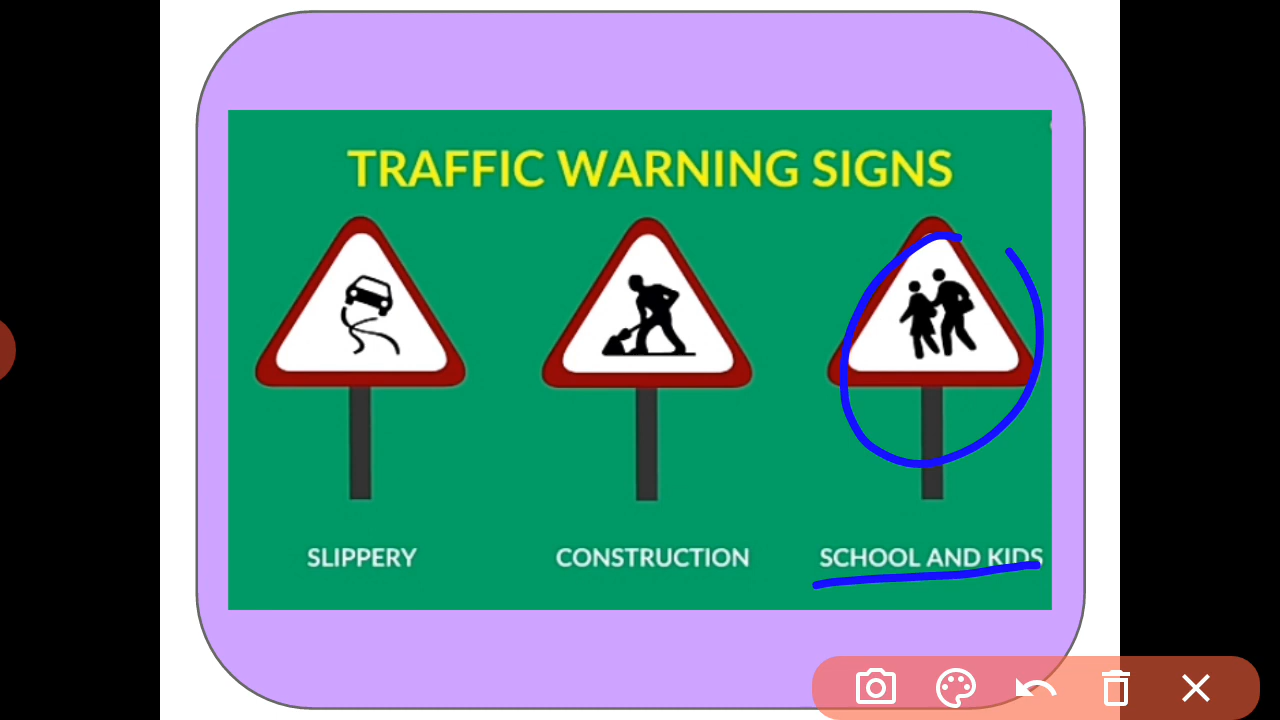 TRAFFIC WARNING SIGNS
SLIPPERY
CONSTRUCTION
SCHOOL AND KIDS